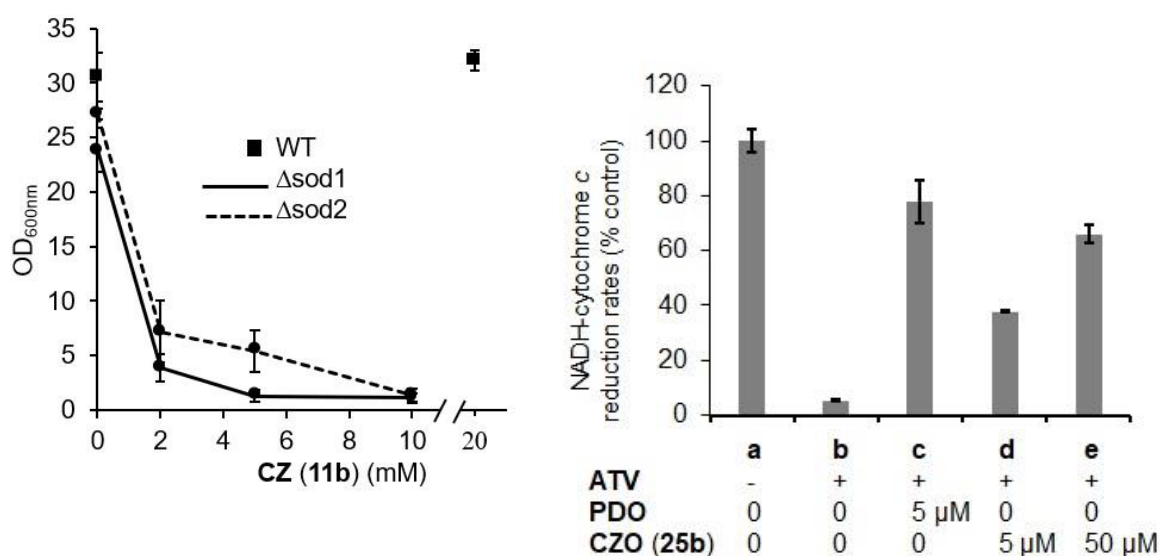 35
30
25
20
15
10
5
0
OD600nm
WT
Δsod1
Δsod2
0 2 4 6 8 10 20
CZ (11b) (mM)
120
100
80
60
40
20
0
NADH-cytochrome c
reduction rates (% control)
a b c d e
ATV - + + + +
PDO 0 0 5 µM 0 0
CZO (25b) 0 0 0 5 µM 50 µM